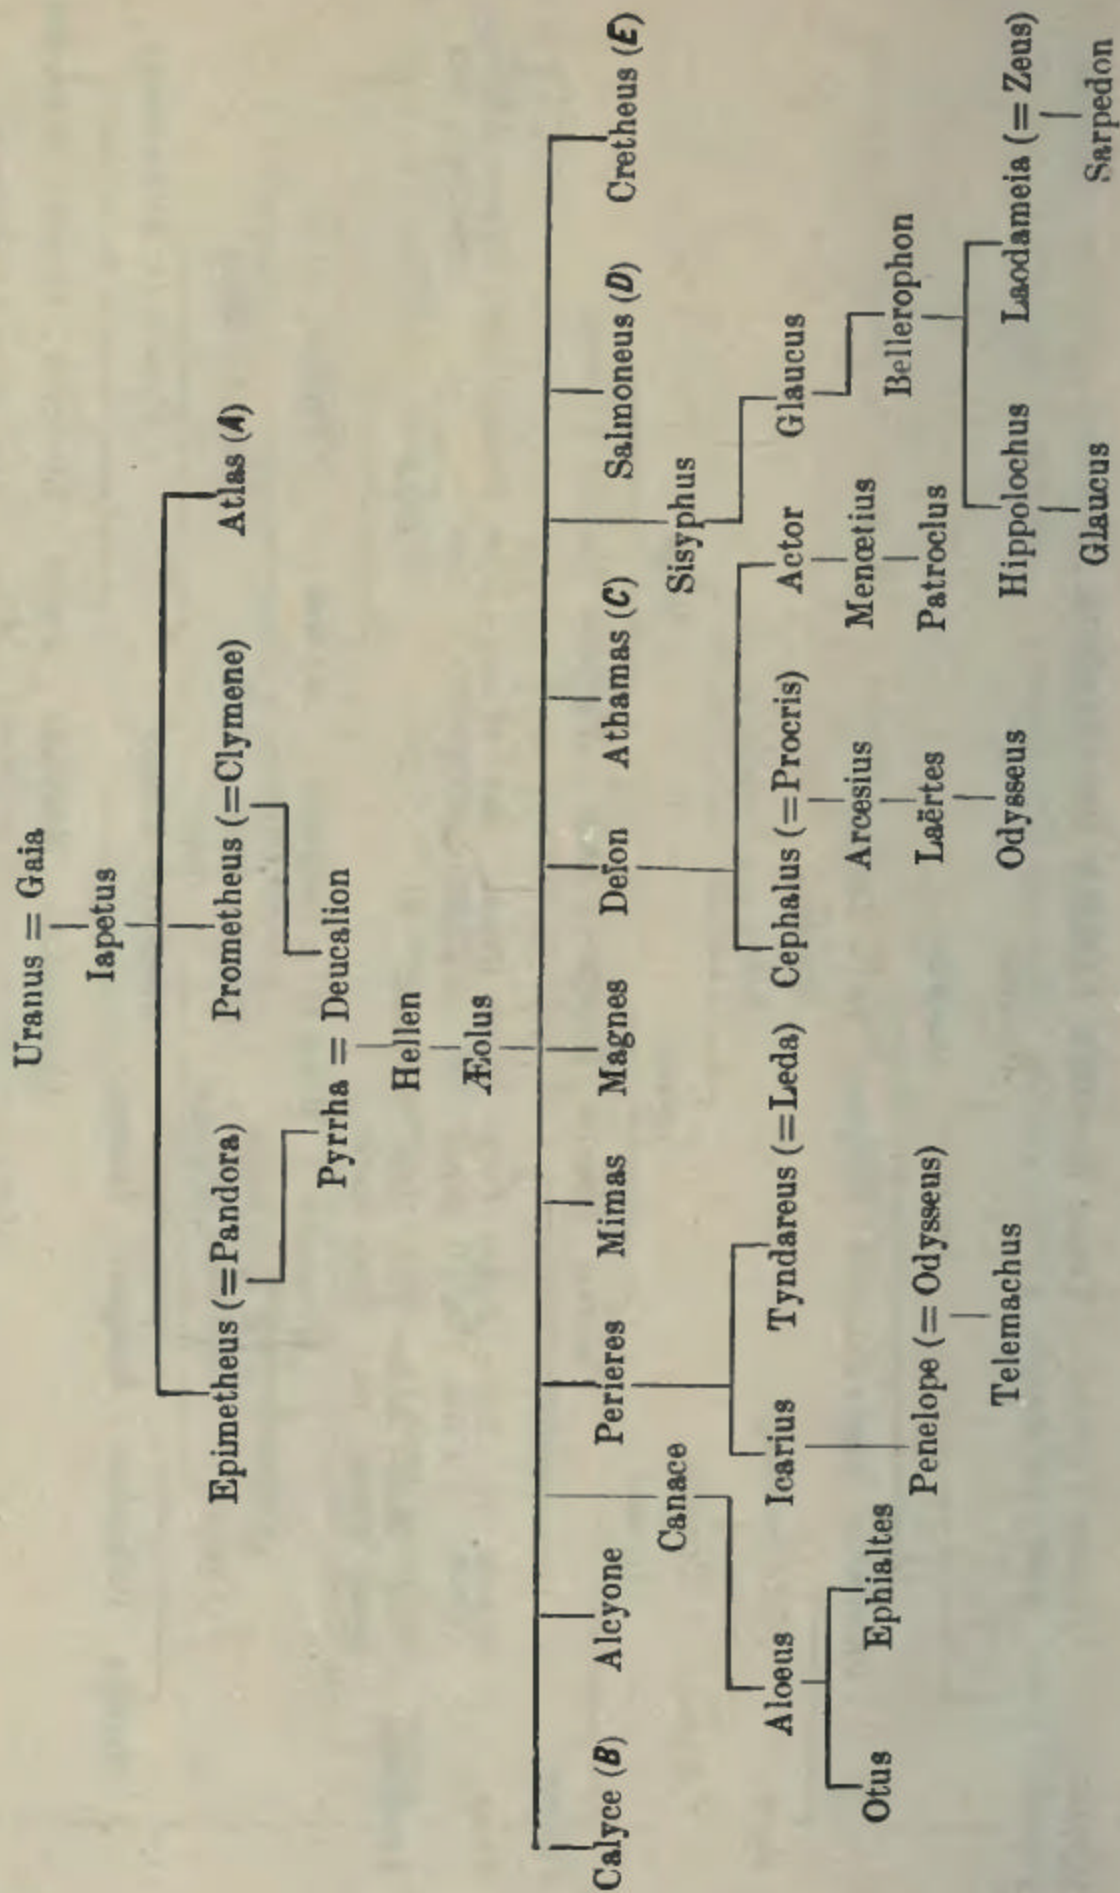 Uranus = Gaia
Iapetus
Epimetheus (=Pandora) Prometheus (=Clymene) Atlas (A)
Pyrrha = Deucalion
Hellen
Æolus
Calyce (B) Alcyone Perieres Mimas Magnes Deïon Athamas (C) Salmoneus (D) Cretheus (E)
Canace Sisyphus
Aloeus Icarius Tyndareus (=Leda) Cephalus (=Procris) Actor Glaucus
Otus Ephialtes Arcesius Menœtius Bellerophon
Penelope (= Odysseus) Laërtes Patroclus
Telemachus Odysseus Hippolochus Laodameia (= Zeus)
Glaucus Sarpedon